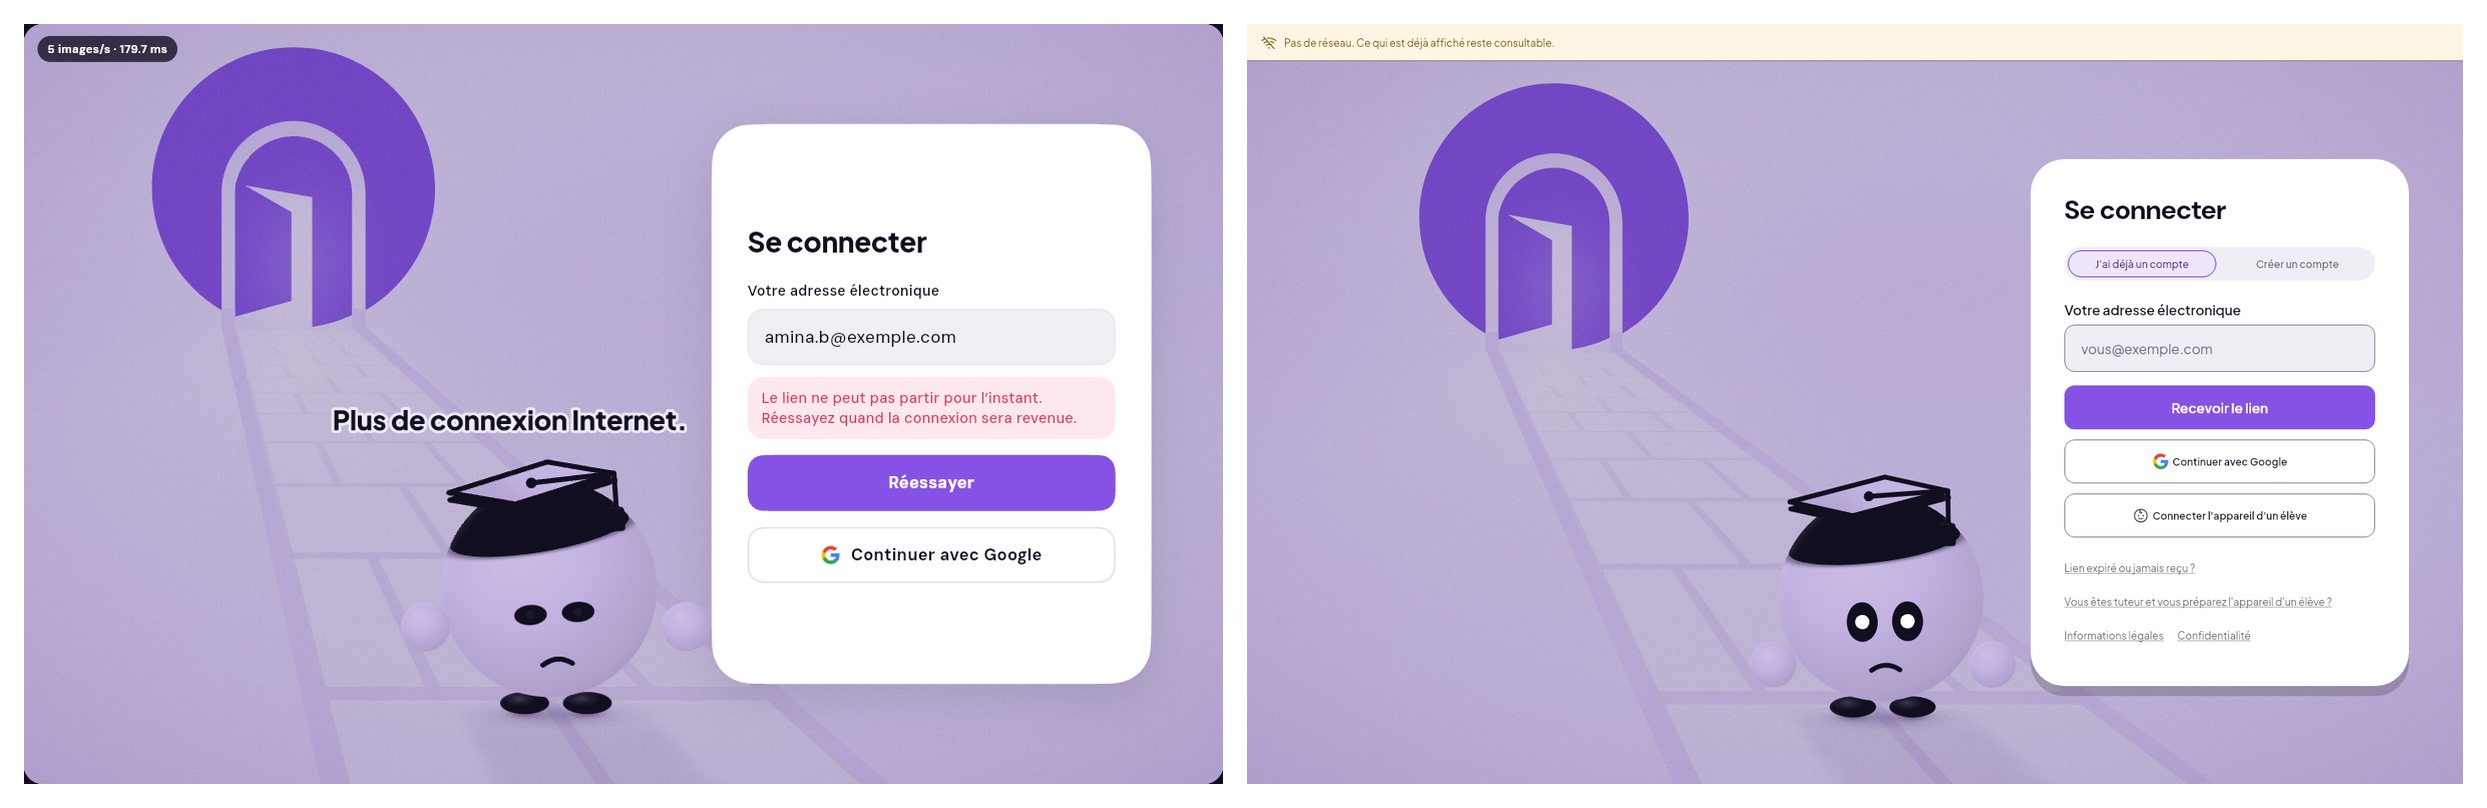 5 images/s · 179.7 ms
Plus de connexion Internet.
Se connecter
Votre adresse électronique
amina.b@exemple.com
Le lien ne peut pas partir pour l’instant.
Réessayez quand la connexion sera revenue.
Réessayer
Continuer avec Google
Pas de réseau. Ce qui est déjà affiché reste consultable.
Se connecter
J’ai déjà un compte
Créer un compte
Votre adresse électronique
vous@exemple.com
Recevoir le lien
Continuer avec Google
Connecter l’appareil d’un élève
Lien expiré ou jamais reçu ?
Vous êtes tuteur et vous préparez l’appareil d’un élève ?
Informations légales Confidentialité